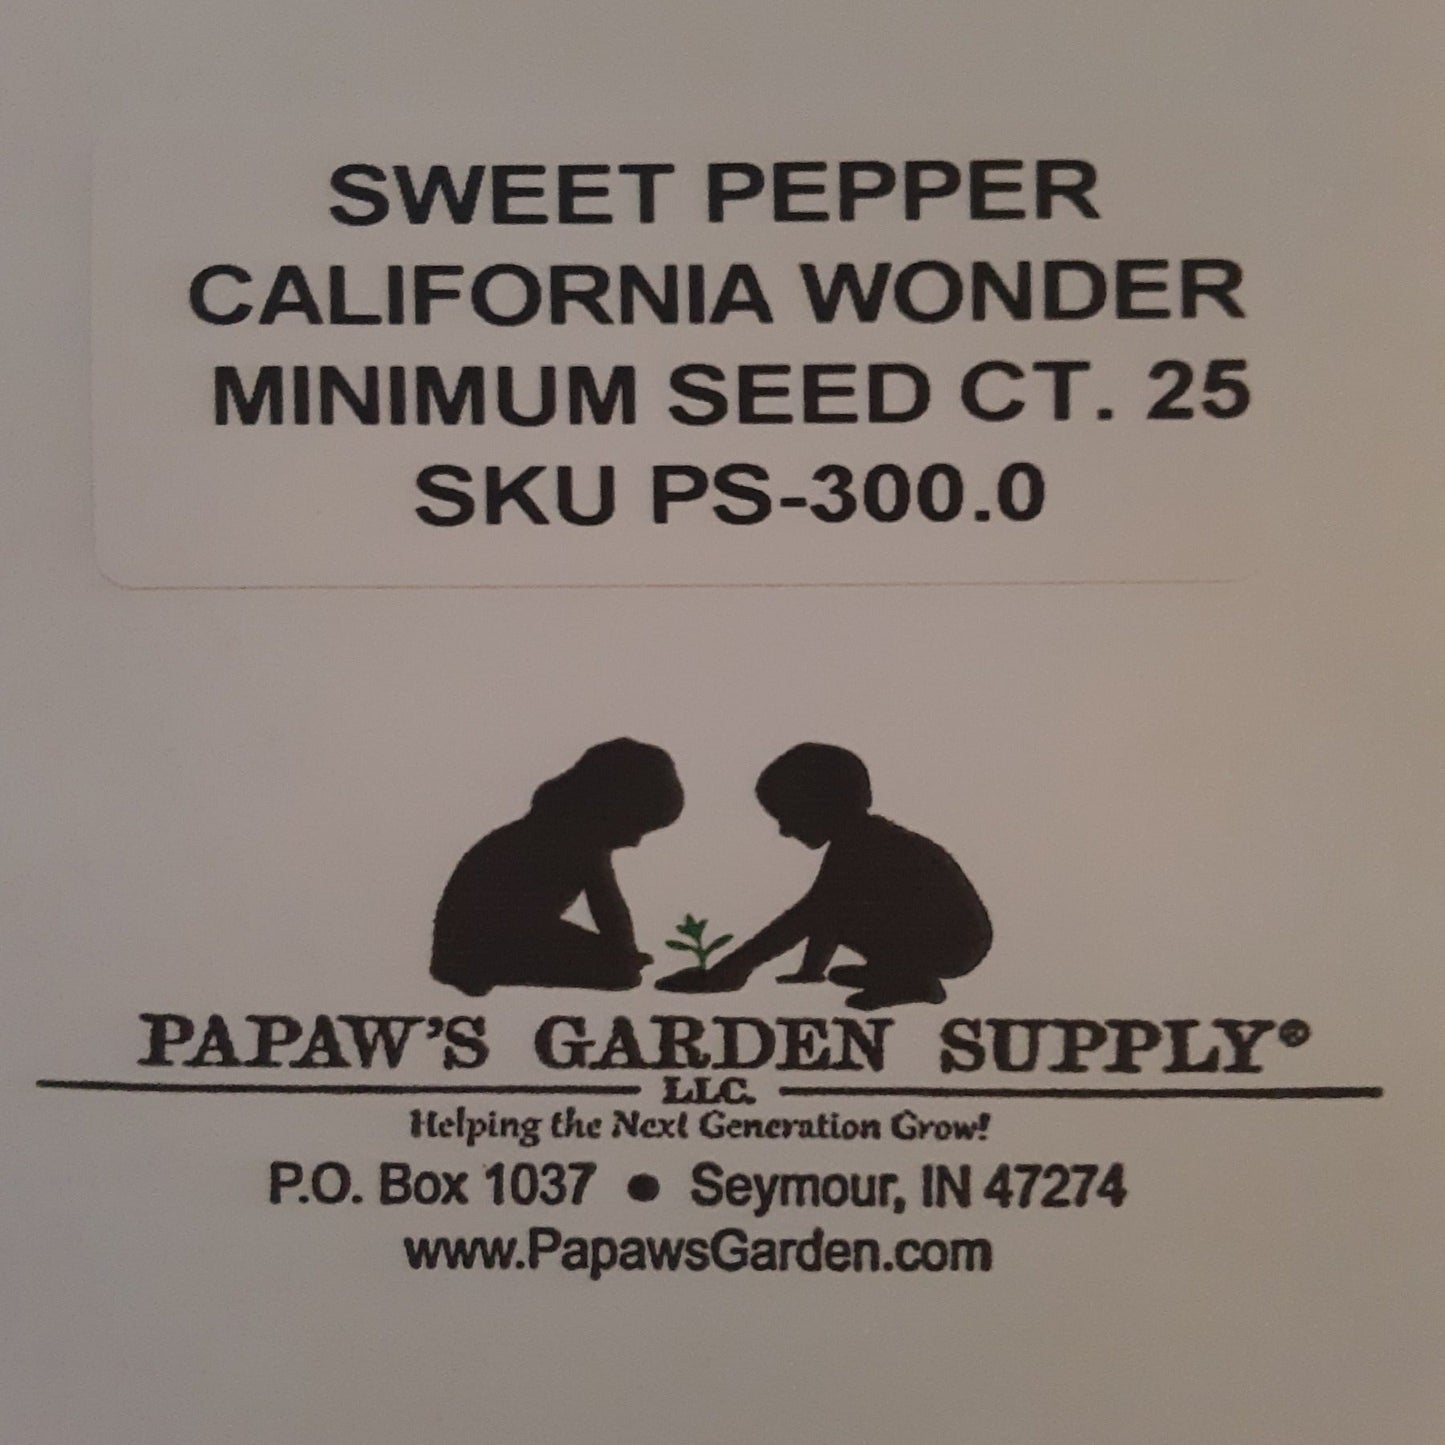 SWEET PEPPER
CALIFORNIA WONDER
MINIMUM SEED CT. 25
SKU PS-300.0
PAPAW'S GARDEN SUPPLY®
LLC.
Helping the Next Generation Grow!
P.O. Box 1037 ● Seymour, IN 47274
www.PapawsGarden.com